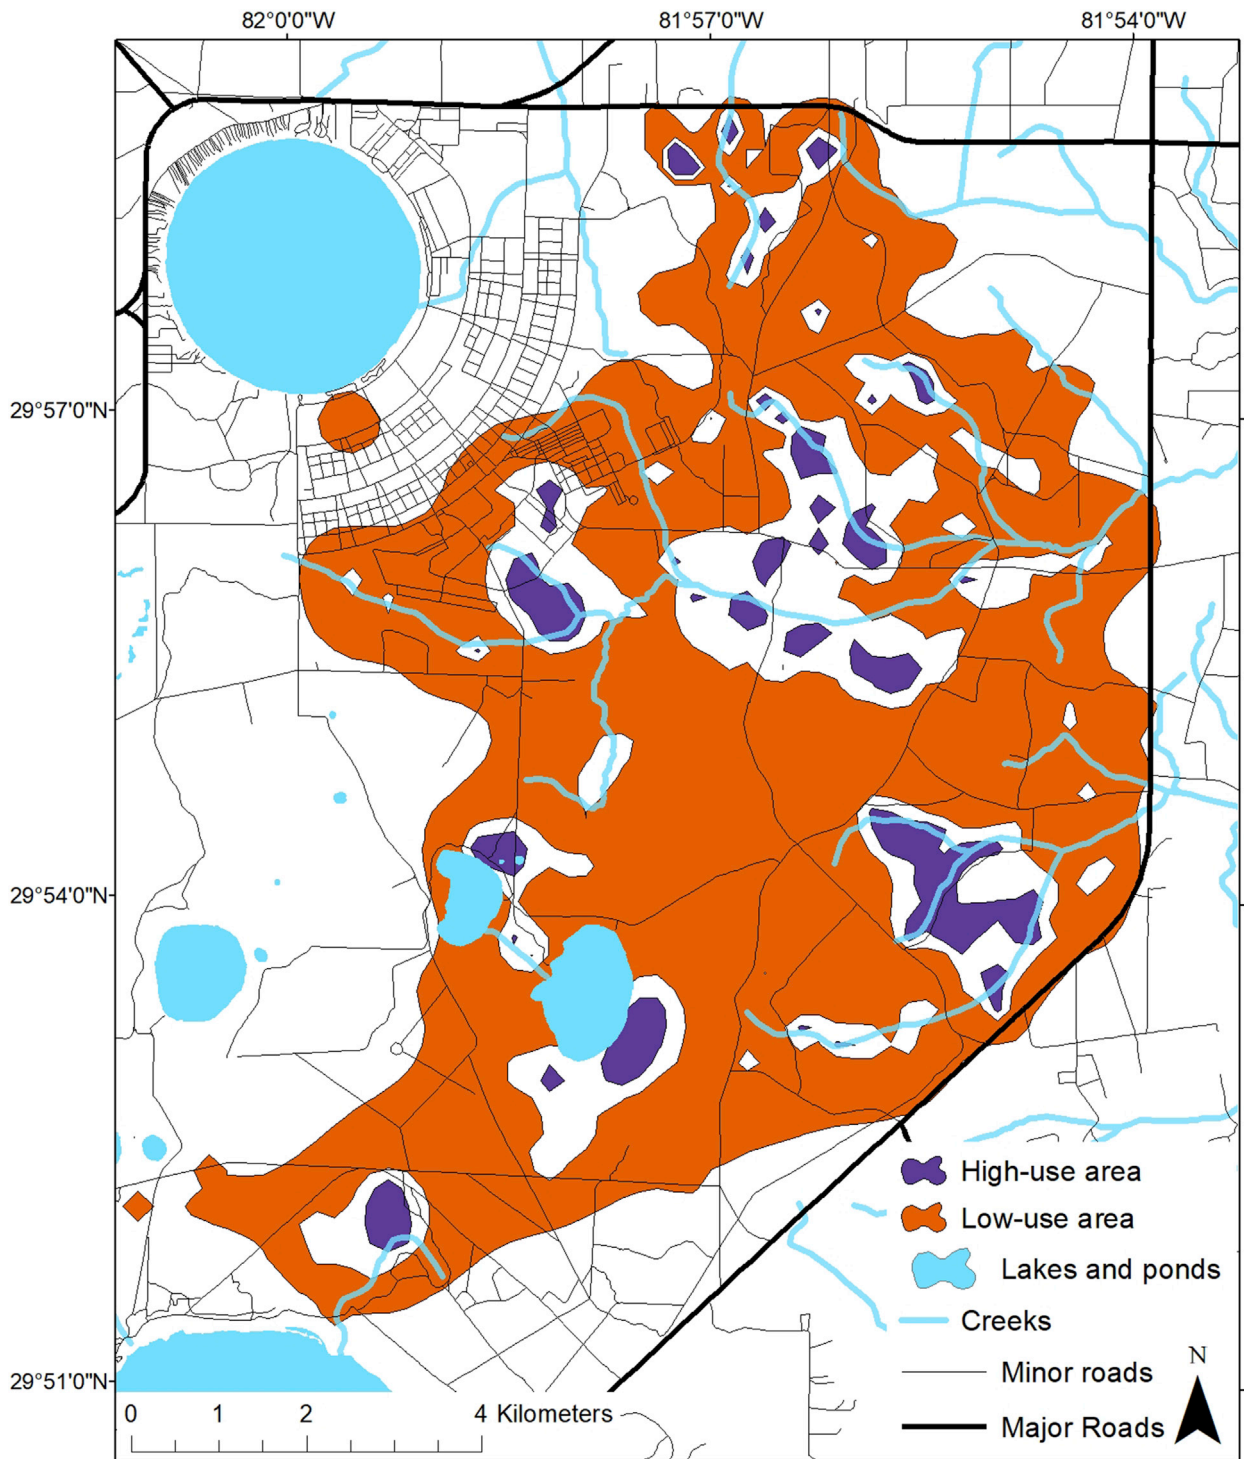 82°0'0"W 81°57'0"W 81°54'0"W
29°57'0"N
29°54'0"N
29°51'0"N
High-use area
Low-use area
Lakes and ponds
Creeks
Minor roads
Major Roads
N
0 1 2 4 Kilometers